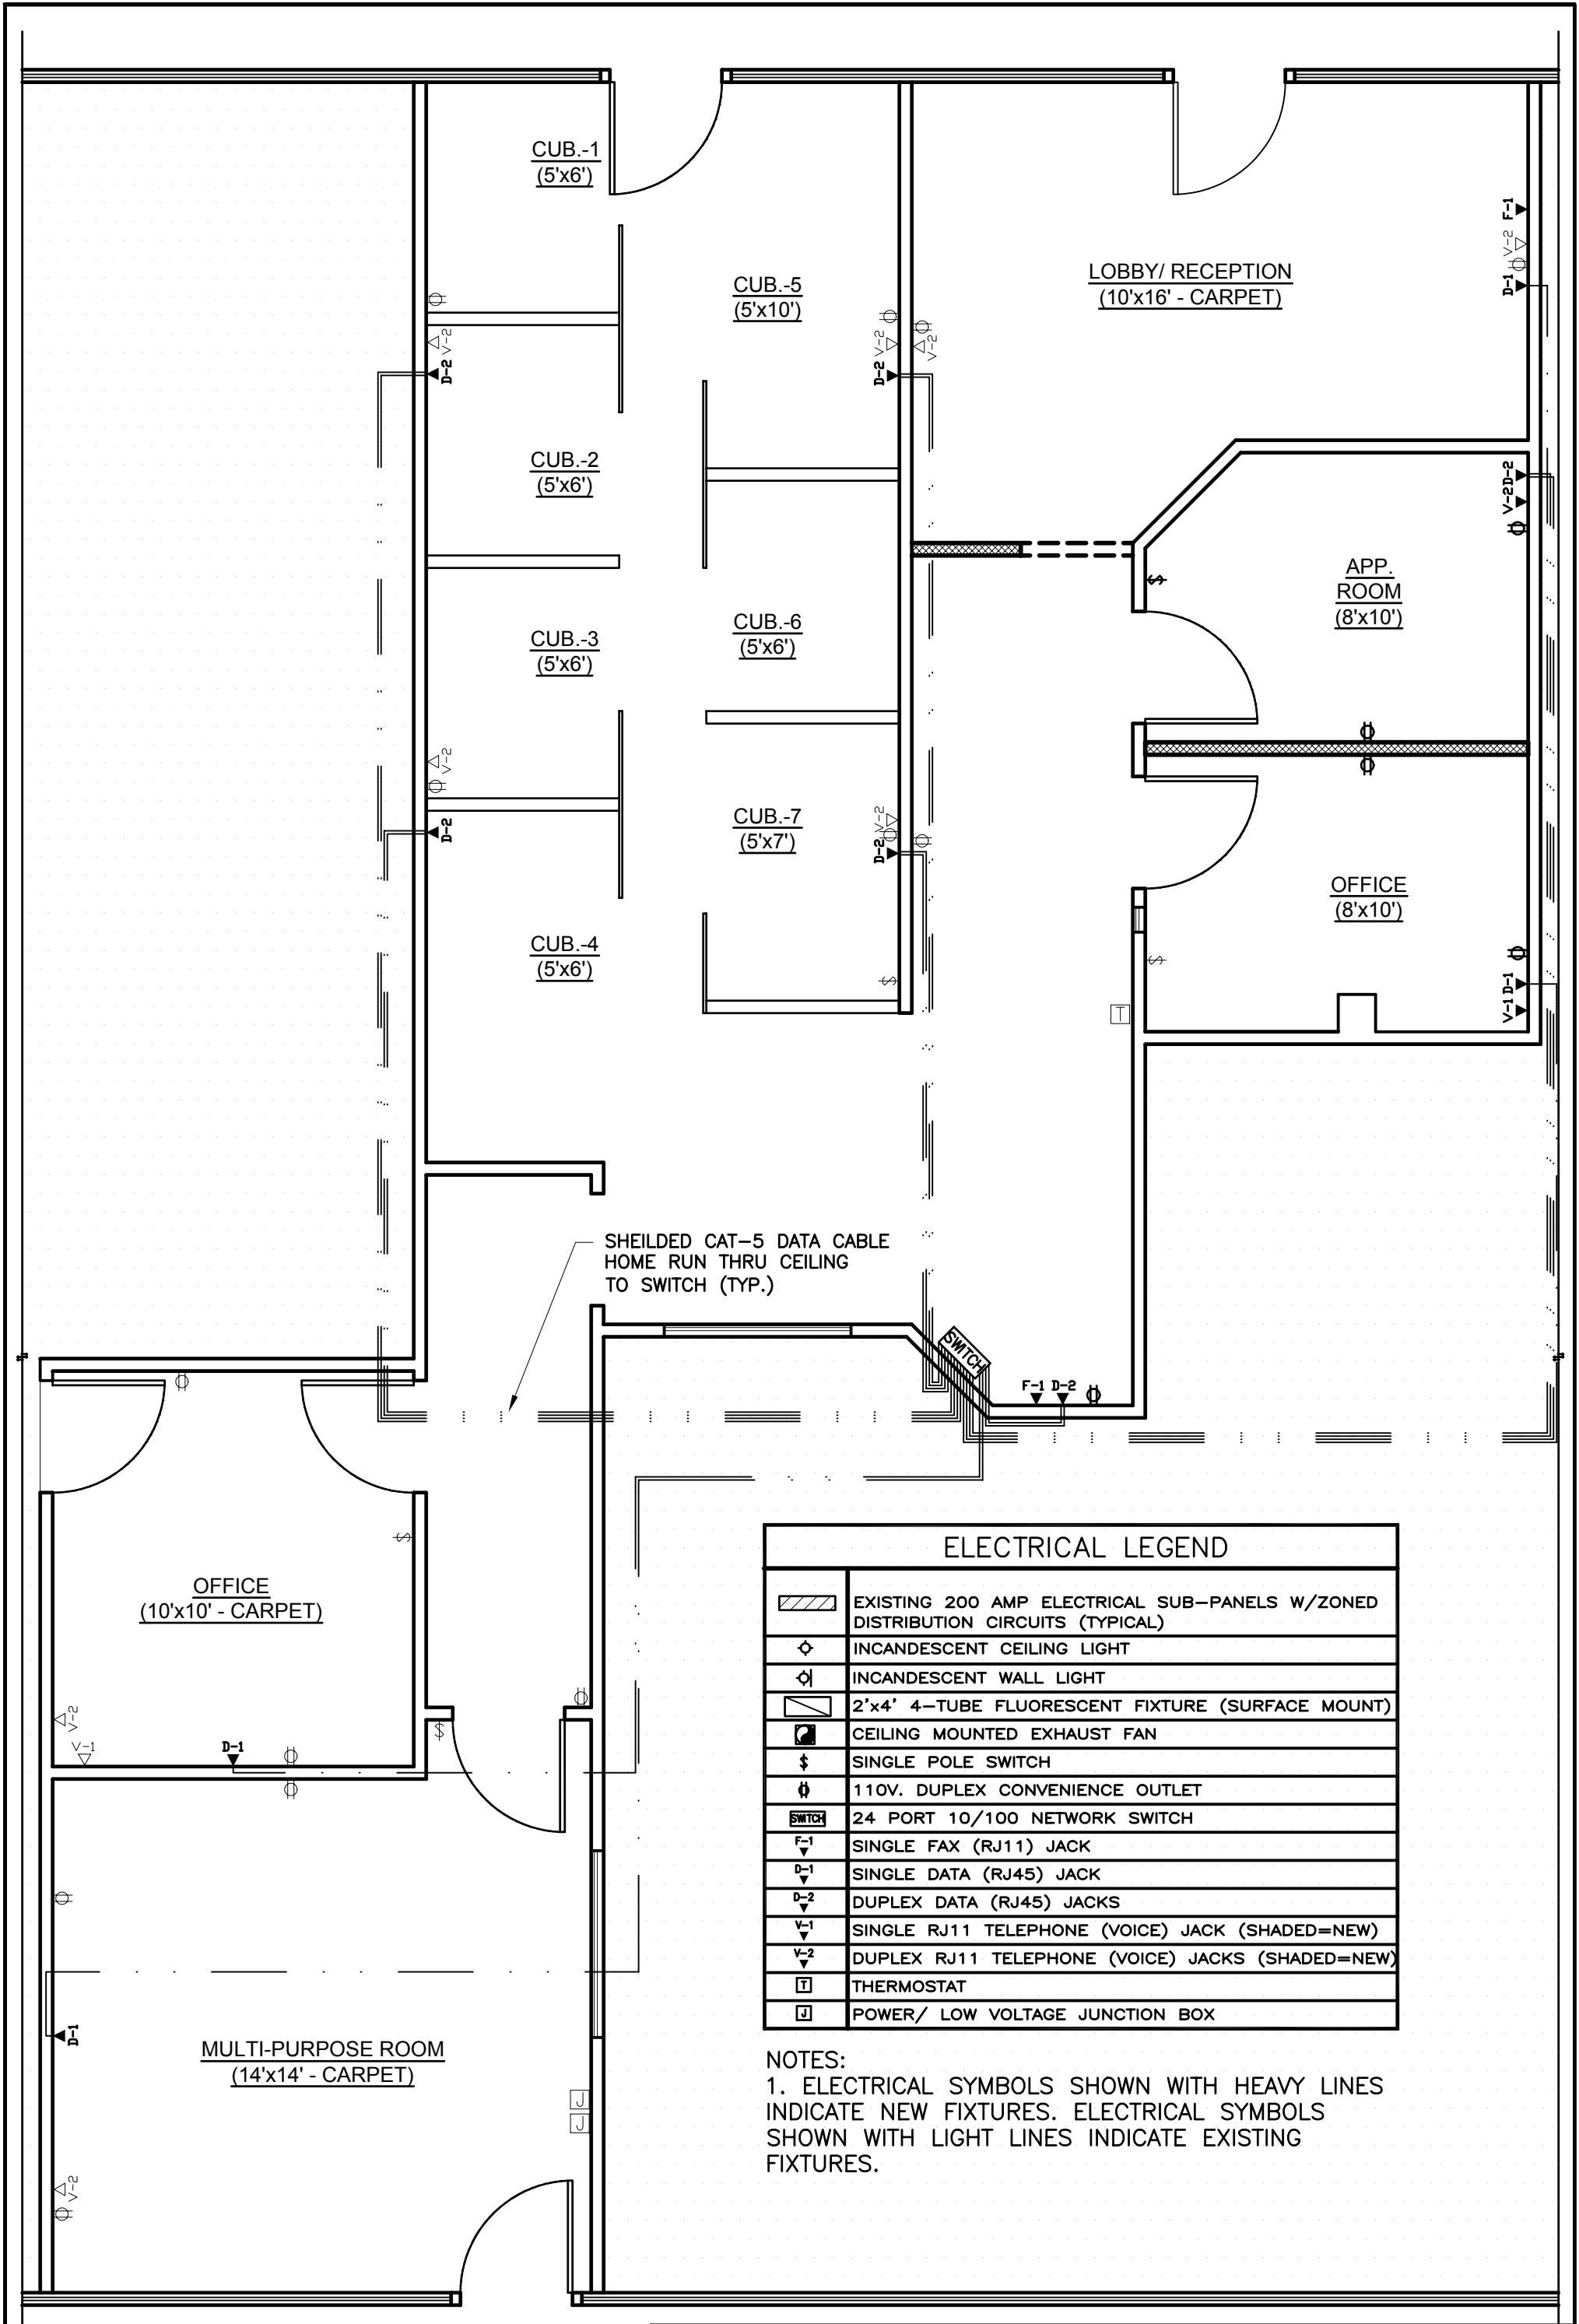 CUB.-1
(5'x6')
F-1
V-2
D-1
LOBBY/ RECEPTION
(10'x16' - CARPET)
CUB.-5
(5'x10')
V-2
D-2
V-2
D-2
V-2
CUB.-2
(5'x6')
D-2
V-2
$
APP.
ROOM
(8'x10')
CUB.-3
(5'x6')
CUB.-6
(5'x6')
V-2
D-2
CUB.-7
(5'x7')
V-2
D-2
OFFICE
(8'x10')
CUB.-4
(5'x6')
$
$
D-1
V-1
T
SHEILDED CAT-5 DATA CABLE
HOME RUN THRU CEILING
TO SWITCH (TYP.)
SWITCH
F-1 D-2
$
OFFICE
(10'x10' - CARPET)
V-2
V-1
D-1
$
D-1
MULTI-PURPOSE ROOM
(14'x14' - CARPET)
J
J
V-2
ELECTRICAL LEGEND
EXISTING 200 AMP ELECTRICAL SUB-PANELS W/ZONED
DISTRIBUTION CIRCUITS (TYPICAL)
INCANDESCENT CEILING LIGHT
INCANDESCENT WALL LIGHT
2'x4' 4-TUBE FLUORESCENT FIXTURE (SURFACE MOUNT)
CEILING MOUNTED EXHAUST FAN
$ SINGLE POLE SWITCH
110V. DUPLEX CONVENIENCE OUTLET
SWITCH 24 PORT 10/100 NETWORK SWITCH
F-1 SINGLE FAX (RJ11) JACK
D-1 SINGLE DATA (RJ45) JACK
D-2 DUPLEX DATA (RJ45) JACKS
V-1 SINGLE RJ11 TELEPHONE (VOICE) JACK (SHADED=NEW)
V-2 DUPLEX RJ11 TELEPHONE (VOICE) JACKS (SHADED=NEW)
T THERMOSTAT
J POWER/ LOW VOLTAGE JUNCTION BOX
NOTES:
1. ELECTRICAL SYMBOLS SHOWN WITH HEAVY LINES
INDICATE NEW FIXTURES. ELECTRICAL SYMBOLS
SHOWN WITH LIGHT LINES INDICATE EXISTING
FIXTURES.